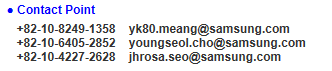 ● Contact Point
+82-10-8249-1358 yk80.meang@samsung.com
+82-10-6405-2852 youngseol.cho@samsung.com
+82-10-4227-2628 jhrosa.seo@samsung.com